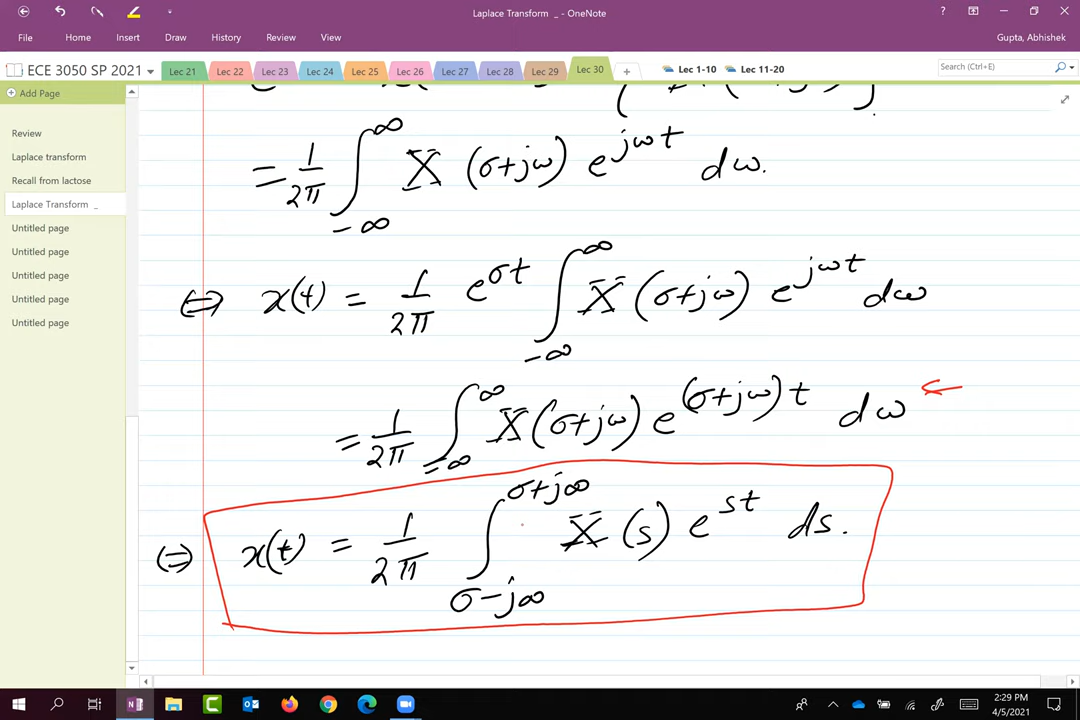 Laplace Transform _ - OneNote
File Home Insert Draw History Review View Gupta, Abhishek
ECE 3050 SP 2021 Lec 21 Lec 22 Lec 23 Lec 24 Lec 25 Lec 26 Lec 27 Lec 28 Lec 29 Lec 30 Lec 1-10 Lec 11-20 Search (Ctrl+E)
Add Page
Review
Laplace transform
Recall from lactose
Laplace Transform _
Untitled page
Untitled page
Untitled page
Untitled page
Untitled page
= 1/2π ∫_{-∞}^{∞} X (σ+jω) e^{jωt} dω.
⇔ x(t) = 1/2π e^{σt} ∫_{-∞}^{∞} X (σ+jω) e^{jωt} dω
= 1/2π ∫_{-∞}^{∞} X(σ+jω) e^{(σ+jω)t} dω ←
⇔ x(t) = 1/2π ∫_{σ-j∞}^{σ+j∞} X (s) e^{st} ds.
2:29 PM
4/5/2021